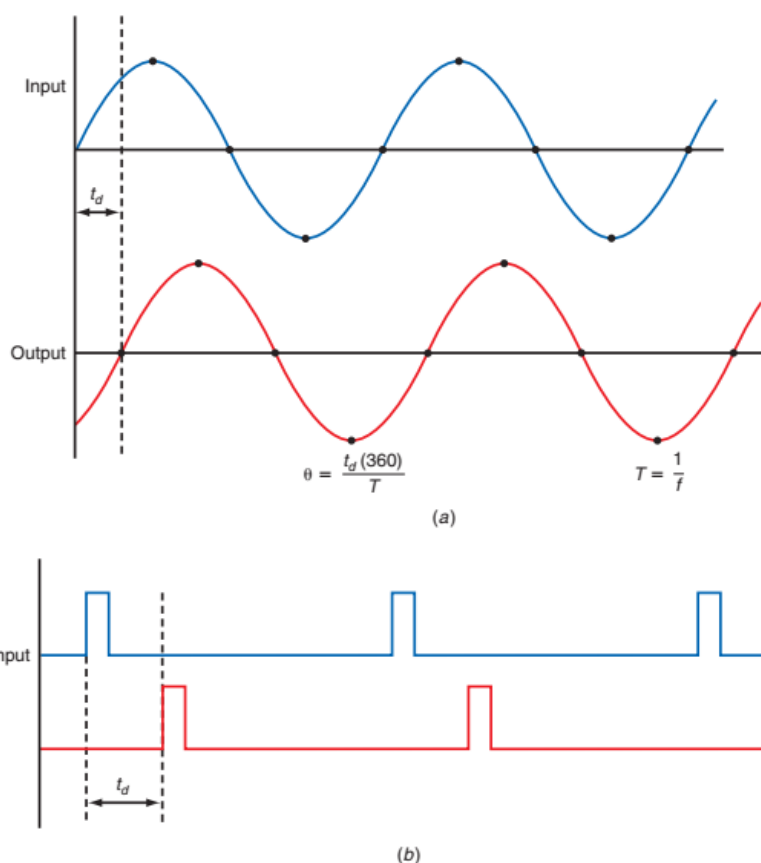 Input
t_d
Output
θ = t_d (360) / T
T = 1 / f
(a)
nput
t_d
(b)